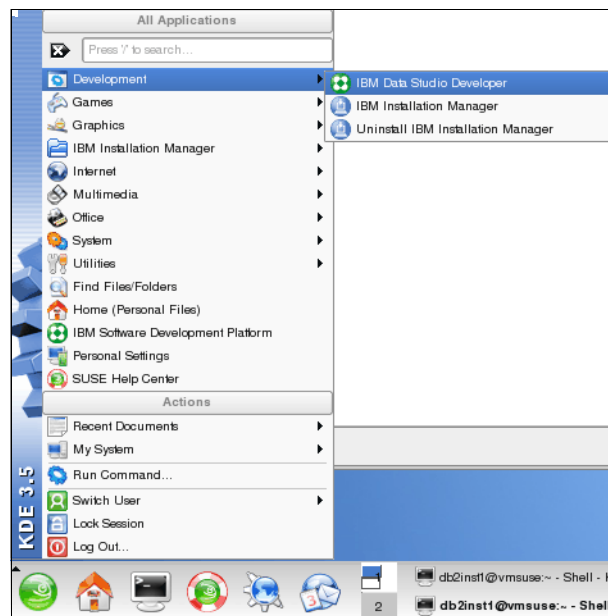 All Applications
Press '/' to search...
Development
IBM Data Studio Developer
Games
IBM Installation Manager
Graphics
Uninstall IBM Installation Manager
IBM Installation Manager
Internet
Multimedia
Office
System
Utilities
Find Files/Folders
Home (Personal Files)
IBM Software Development Platform
Personal Settings
SUSE Help Center
Actions
Recent Documents
My System
Run Command...
Switch User
Lock Session
Log Out...
KDE 3.5
3
1
db2inst1@vmsuse:~ - Shell - K
2
db2inst1@vmsuse:~ - Shel